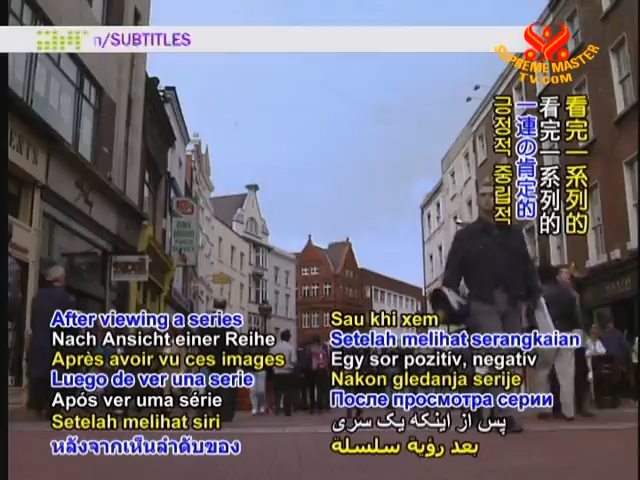 n/SUBTITLES
SUPREME MASTER
TV.COM
看完一系列的
看完一系列的
一連の肯定的
긍정적 중립적
After viewing a series
Nach Ansicht einer Reihe
Après avoir vu ces images
Luego de ver una serie
Após ver uma série
Setelah melihat siri
หลังจากเห็นลำดับของ
Sau khi xem
Setelah melihat serangkaian
Egy sor pozitív, negatív
Nakon gledanja serije
После просмотра серии
پس از اینکه یک سری
بعد رؤية سلسلة